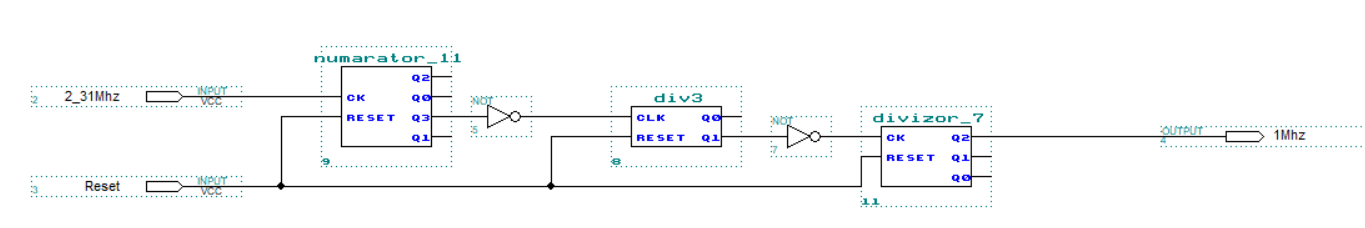 2
2_31Mhz
INPUT
VCC
3
Reset
INPUT
VCC
numarator_11
CK
RESET
Q2
Q0
Q3
Q1
9
NOT
5
div3
CLK
RESET
Q0
Q1
8
NOT
7
divizor_7
CK
RESET
Q2
Q1
Q0
11
OUTPUT
4
1Mhz